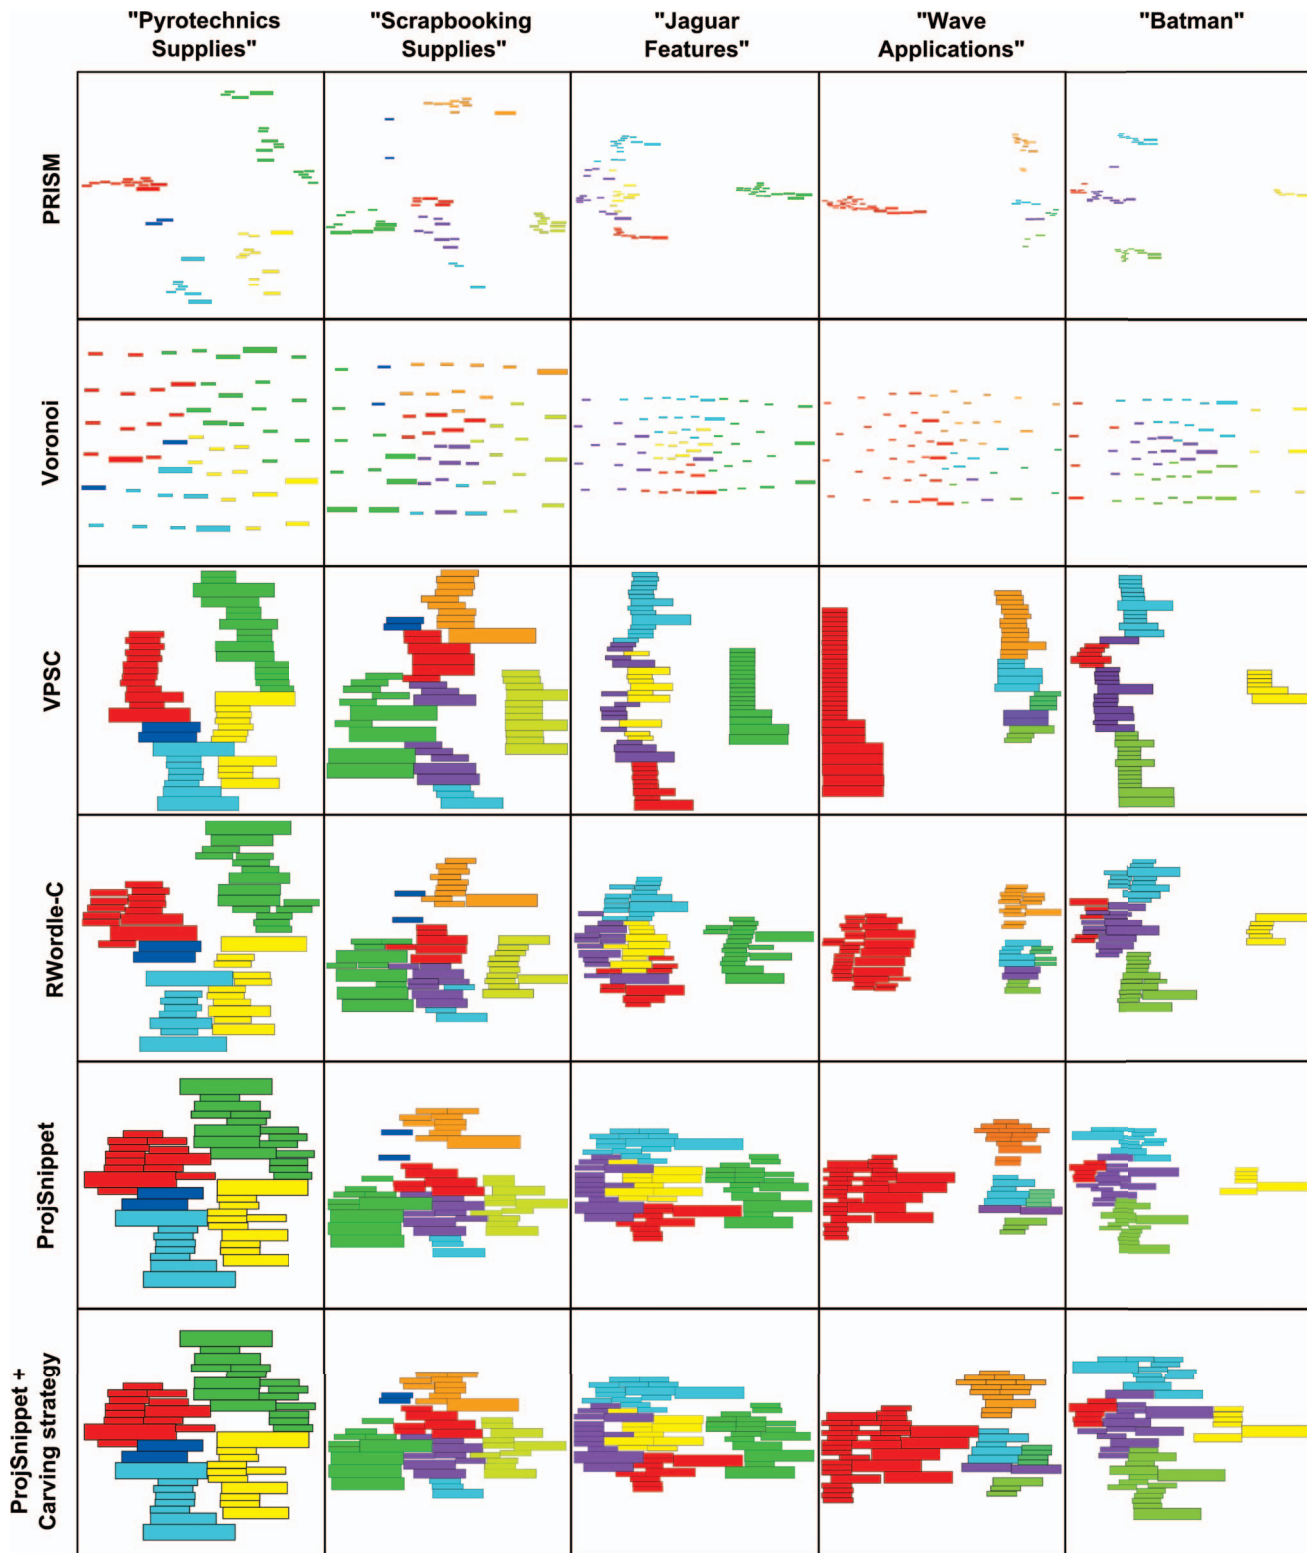 "Pyrotechnics Supplies"
"Scrapbooking Supplies"
"Jaguar Features"
"Wave Applications"
"Batman"
PRISM
Voronoi
VPSC
RWordle-C
ProjSnippet
ProjSnippet +
Carving strategy